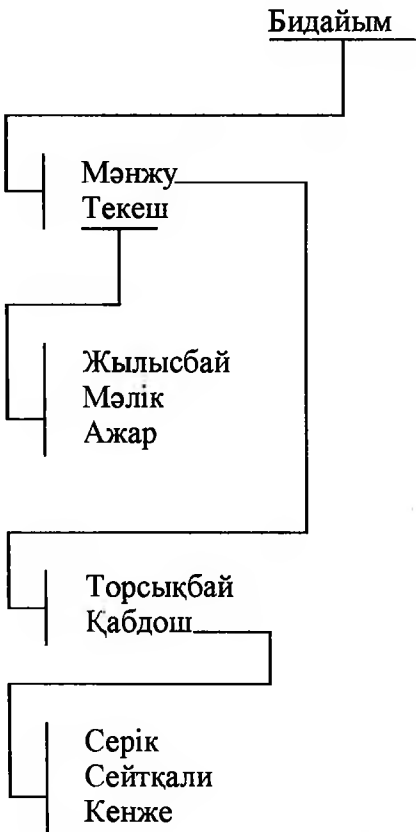 Бидайым
Мәнжу
Текеш
Жылысбай
Мәлік
Ажар
Торсықбай
Қабдош
Серік
Сейтқали
Кенже